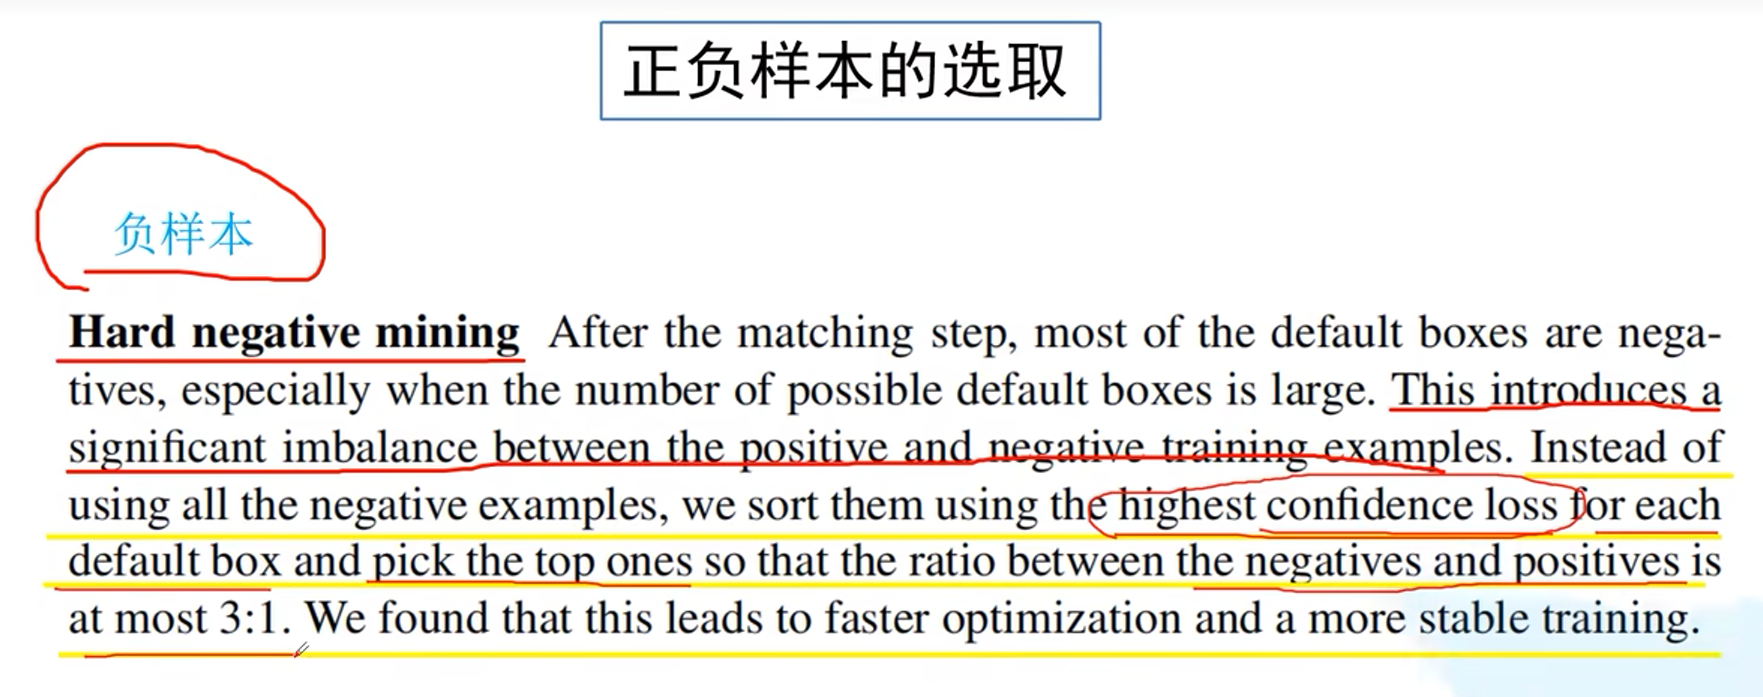 正负样本的选取
负样本
Hard negative mining After the matching step, most of the default boxes are nega-
tives, especially when the number of possible default boxes is large. This introduces a
significant imbalance between the positive and negative training examples. Instead of
using all the negative examples, we sort them using the highest confidence loss for each
default box and pick the top ones so that the ratio between the negatives and positives is
at most 3:1. We found that this leads to faster optimization and a more stable training.